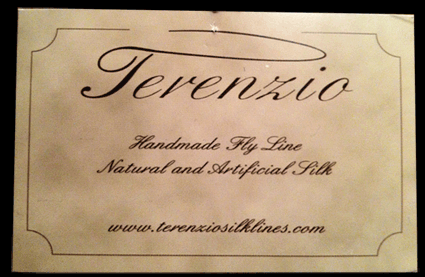 Terenzio
Handmade Fly Line
Natural and Artificial Silk
www.terenziosilklines.com